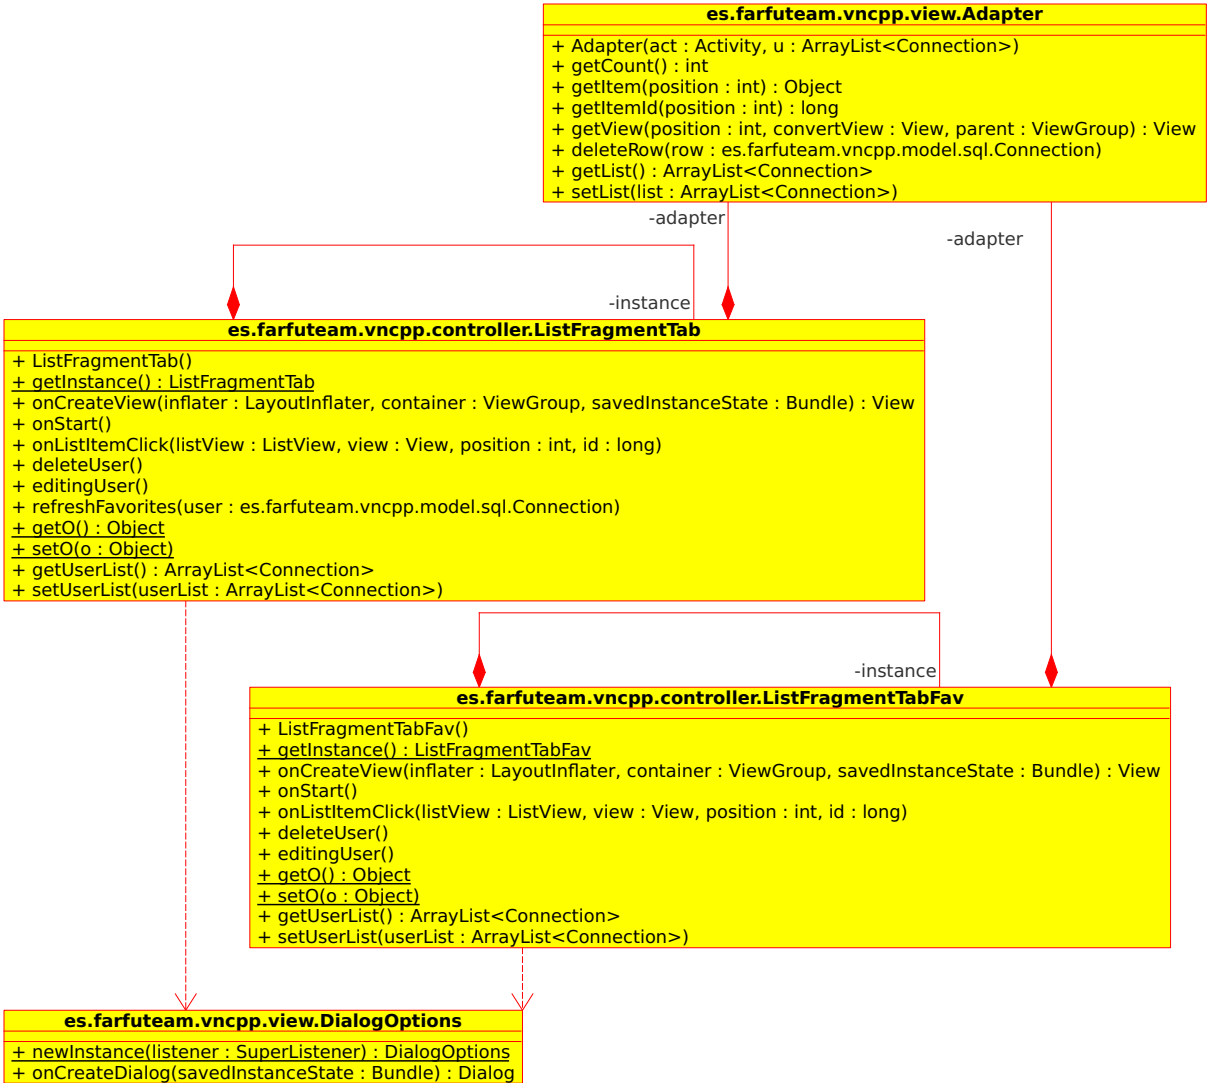 es.farfuteam.vncpp.view.Adapter
+ Adapter(act : Activity, u : ArrayList<Connection>)
+ getCount() : int
+ getItem(position : int) : Object
+ getItemId(position : int) : long
+ getView(position : int, convertView : View, parent : ViewGroup) : View
+ deleteRow(row : es.farfuteam.vncpp.model.sql.Connection)
+ getList() : ArrayList<Connection>
+ setList(list : ArrayList<Connection>)
-adapter
-adapter
-instance
es.farfuteam.vncpp.controller.ListFragmentTab
+ ListFragmentTab()
+ getInstance() : ListFragmentTab
+ onCreateView(inflater : LayoutInflater, container : ViewGroup, savedInstanceState : Bundle) : View
+ onStart()
+ onListItemClick(listView : ListView, view : View, position : int, id : long)
+ deleteUser()
+ editingUser()
+ refreshFavorites(user : es.farfuteam.vncpp.model.sql.Connection)
+ getO() : Object
+ setO(o : Object)
+ getUserList() : ArrayList<Connection>
+ setUserList(userList : ArrayList<Connection>)
-instance
es.farfuteam.vncpp.controller.ListFragmentTabFav
+ ListFragmentTabFav()
+ getInstance() : ListFragmentTabFav
+ onCreateView(inflater : LayoutInflater, container : ViewGroup, savedInstanceState : Bundle) : View
+ onStart()
+ onListItemClick(listView : ListView, view : View, position : int, id : long)
+ deleteUser()
+ editingUser()
+ getO() : Object
+ setO(o : Object)
+ getUserList() : ArrayList<Connection>
+ setUserList(userList : ArrayList<Connection>)
es.farfuteam.vncpp.view.DialogOptions
+ newInstance(listener : SuperListener) : DialogOptions
+ onCreateDialog(savedInstanceState : Bundle) : Dialog